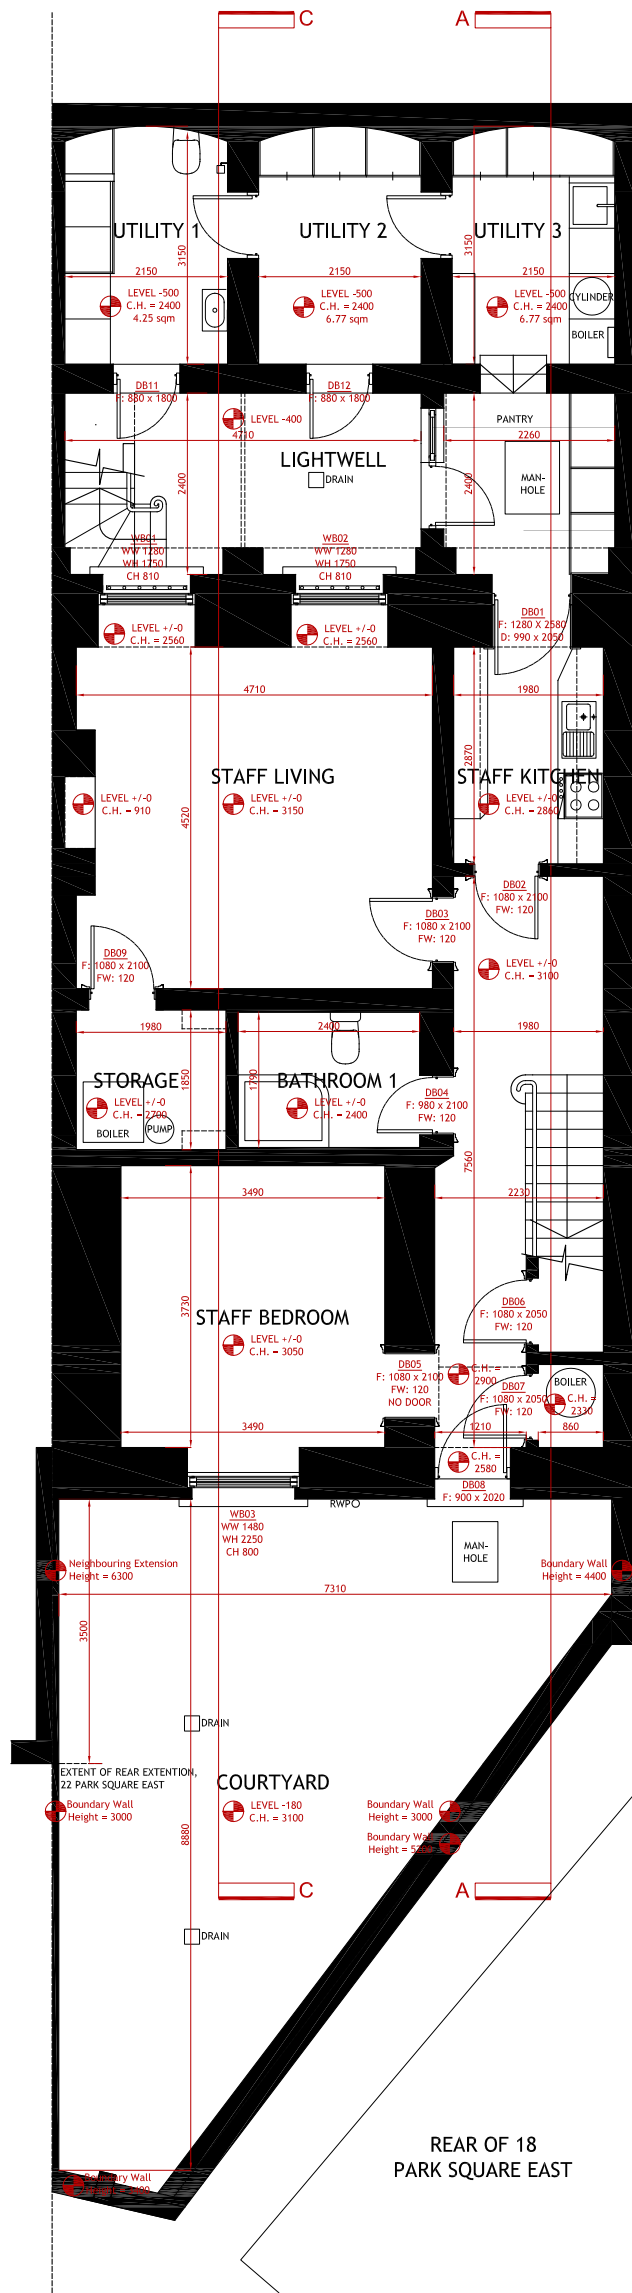 C
A
UTILITY 1
UTILITY 2
UTILITY 3
3150
3150
2150
2150
2150
LEVEL -500
C.H. = 2400
4.25 sqm
LEVEL -500
C.H. = 2400
6.77 sqm
LEVEL -500
C.H. = 2400
6.77 sqm
CYLINDER
BOILER
DB11
F: 880 x 1800
DB12
F: 880 x 1800
LEVEL -400
4710
PANTRY
2260
LIGHTWELL
DRAIN
MAN-
HOLE
2400
2400
WB01
WW 1280
WH 1750
CH 810
WB02
WW 1280
WH 1750
CH 810
DB01
F: 1280 X 2580
D: 990 x 2050
LEVEL +/-0
C.H. = 2560
LEVEL +/-0
C.H. = 2560
4710
1980
2870
STAFF LIVING
STAFF KITCHEN
LEVEL +/-0
C.H. = 910
LEVEL +/-0
C.H. = 3150
LEVEL +/-0
C.H. = 2860
4520
DB02
F: 1080 x 2100
FW: 120
DB03
F: 1080 x 2100
FW: 120
DB09
F: 1080 x 2100
FW: 120
LEVEL +/-0
C.H. = 3100
1980
2400
1980
1850
1790
STORAGE
BATHROOM 1
LEVEL +/-0
C.H. = 2700
LEVEL +/-0
C.H. = 2400
BOILER
PUMP
DB04
F: 980 x 2100
FW: 120
7560
3490
2230
3730
STAFF BEDROOM
LEVEL +/-0
C.H. = 3050
DB06
F: 1080 x 2050
FW: 120
DB05
F: 1080 x 2100
FW: 120
NO DOOR
C.H. =
2900
DB07
F: 1080 x 2050
FW: 120
BOILER
C.H. =
2330
3490
1210
860
C.H. =
2580
DB08
F: 900 x 2020
WB03
WW 1480
WH 2250
CH 800
RWP
MAN-
HOLE
Neighbouring Extension
Height = 6300
Boundary Wall
Height = 4400
7310
3500
DRAIN
EXTENT OF REAR EXTENTION,
22 PARK SQUARE EAST
COURTYARD
Boundary Wall
Height = 3000
LEVEL -180
C.H. = 3100
Boundary Wall
Height = 3000
Boundary Wall
8880
C
A
DRAIN
REAR OF 18
PARK SQUARE EAST
Boundary Wall